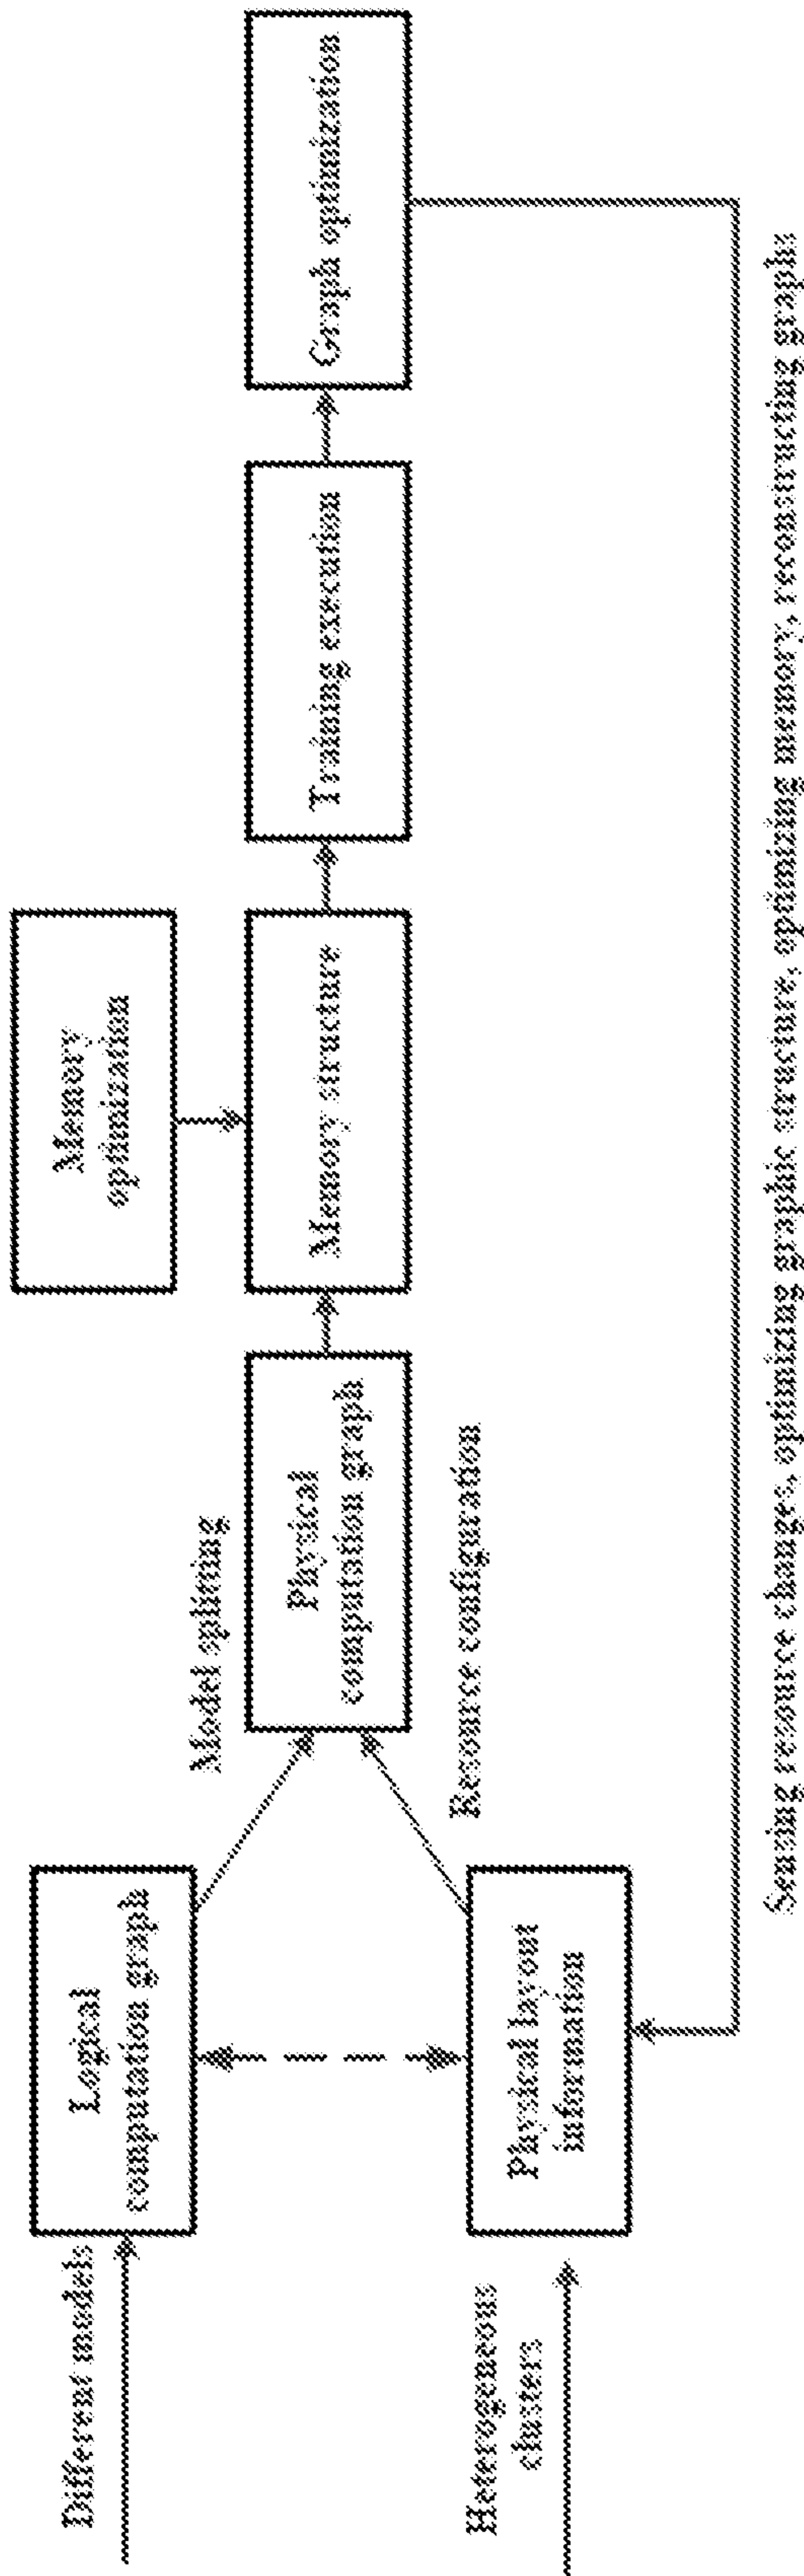 Different models
Logical
computation graph
Heterogeneous
clusters
Physical layout
information
Model splitting
Physical
computation graph
Resource configuration
Memory
optimization
Memory structure
Training execution
Graph optimization
Sensing resource changes, optimizing graphic structure, optimizing memory, reconstructing graphs